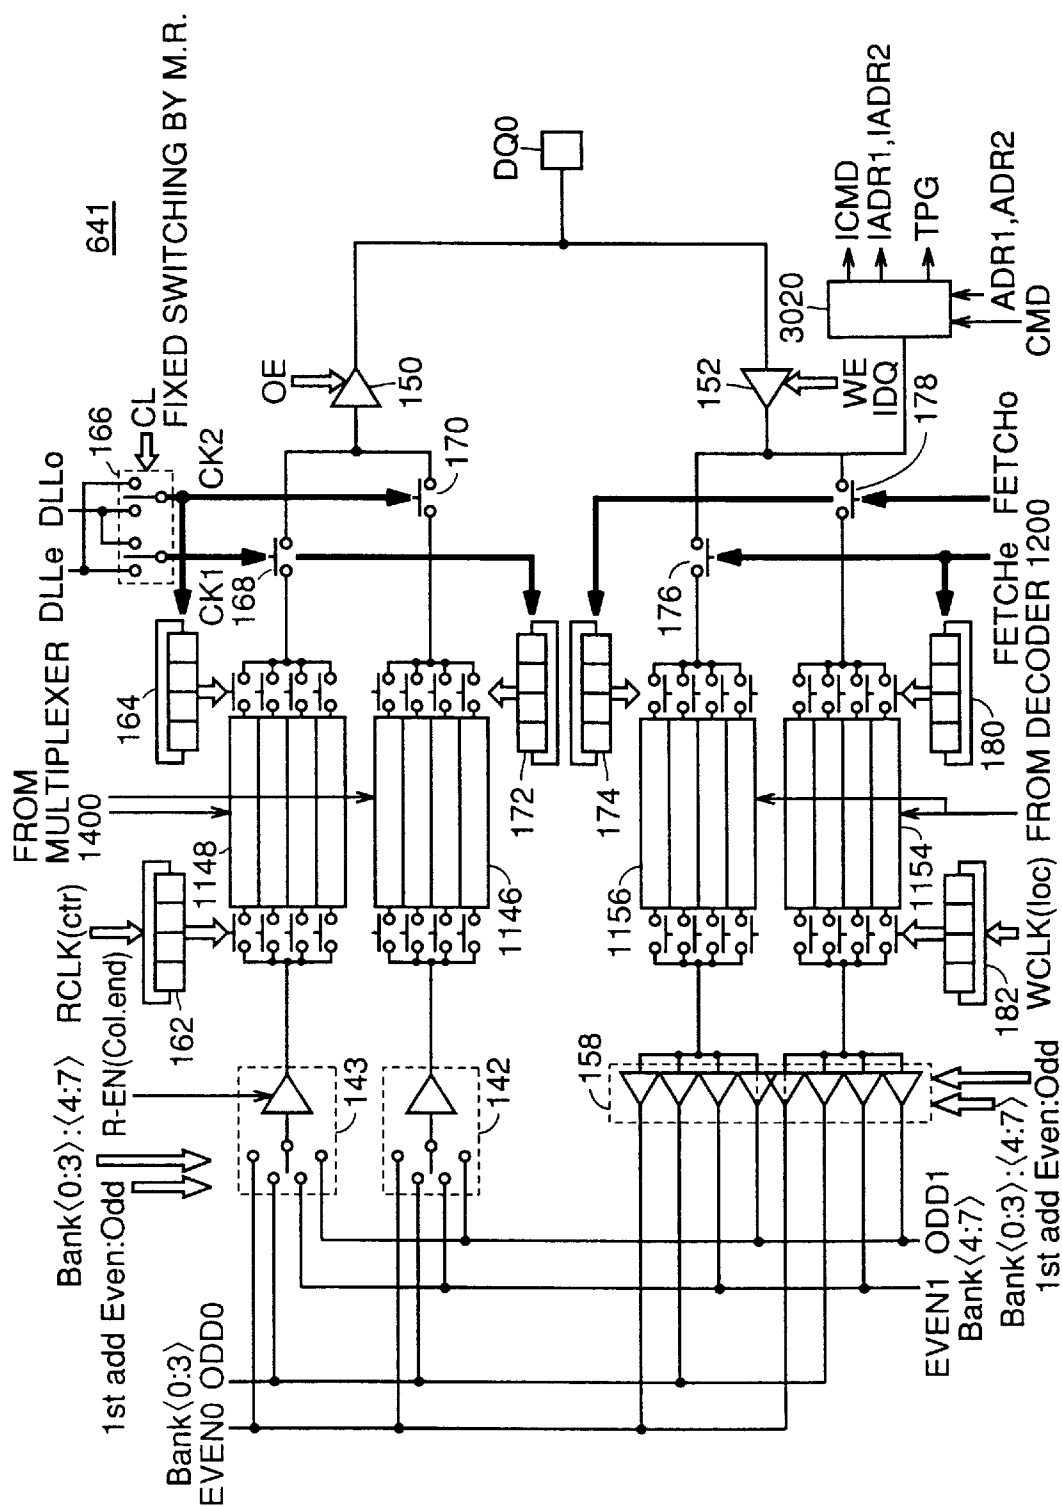 641
FIXED SWITCHING BY M.R.
CL
166
DLLe DLLo
CK2
CK1
168
170
OE
150
DQ0
FROM
MULTIPLEXER
1400
164
1148
1146
172
RCLK(ctr)
162
R-EN(Col.end)
Bank⟨0:3⟩:⟨4:7⟩
1st add Even:Odd
143
142
Bank⟨0:3⟩
EVEN0 ODD0
152
WE
IDQ
178
176
3020
ICMD
IADR1,IADR2
TPG
ADR1,ADR2
CMD
174
1156
1154
180
FETCHe FETCHo
FROM DECODER 1200
182
WCLK(loc)
158
EVEN1 ODD1
Bank⟨4:7⟩
Bank⟨0:3⟩:⟨4:7⟩
1st add Even:Odd